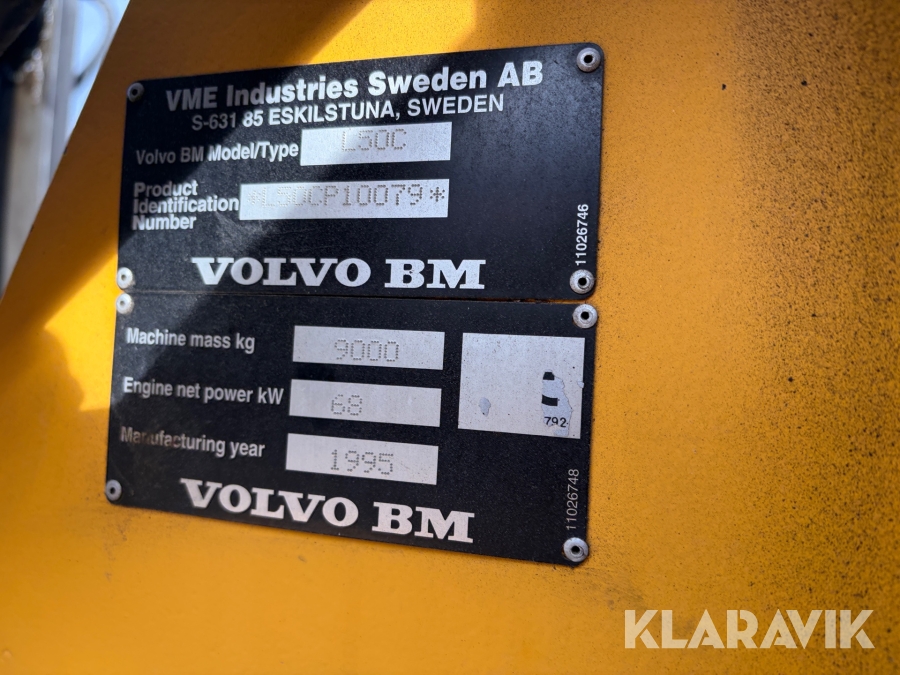 VME Industries Sweden AB
S-631 85 ESKILSTUNA, SWEDEN
Volvo BM Model/Type L50C
Product
Identification
Number
VOLVO BM
11026746
Machine mass kg 9000
Engine net power kW 68
Manufacturing year 1995
792
VOLVO BM
11026748
KLARAVIK